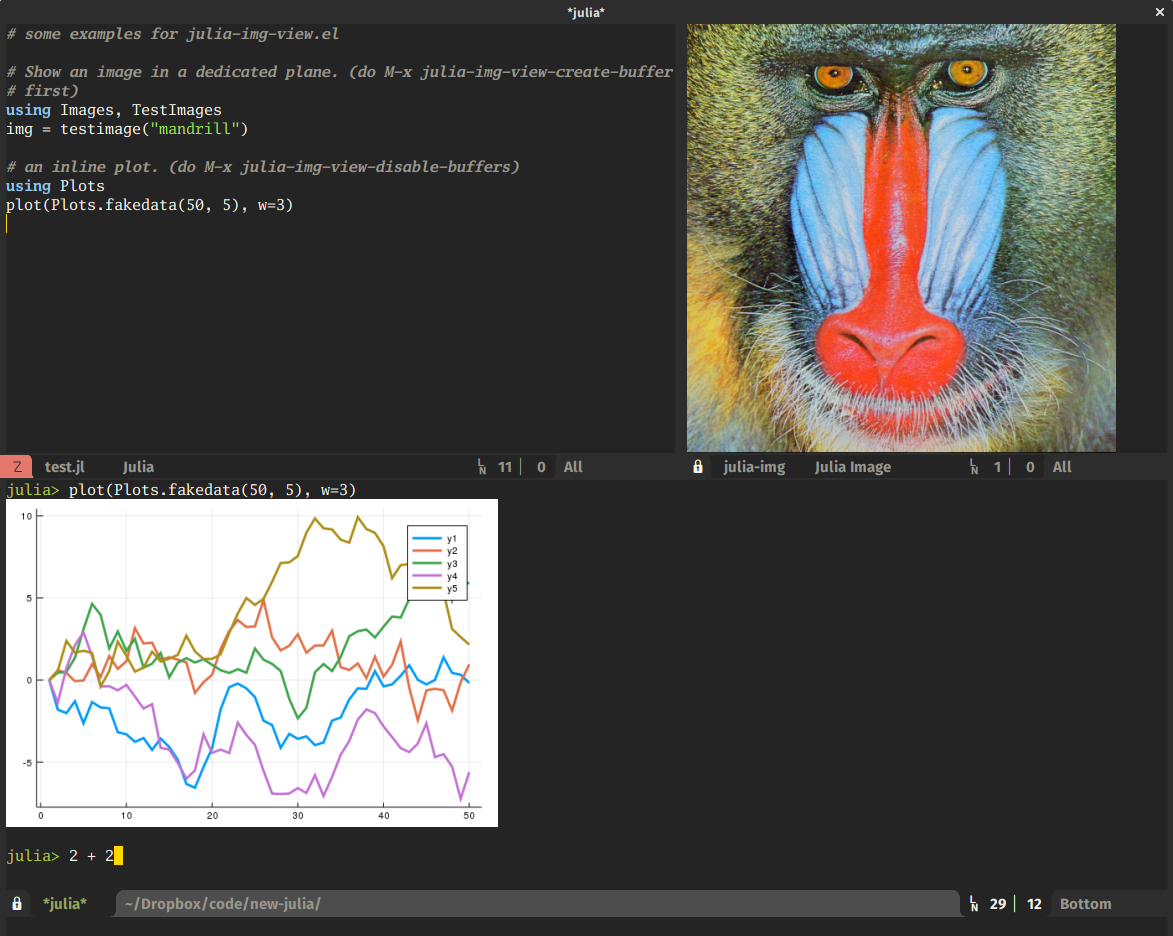 *julia*
# some examples for julia-img-view.el
# Show an image in a dedicated plane. (do M-x julia-img-view-create-buffer
# first)
using Images, TestImages
img = testimage("mandrill")
# an inline plot. (do M-x julia-img-view-disable-buffers)
using Plots
plot(Plots.fakedata(50, 5), w=3)
Z test.jl Julia LN 11 0 All
julia-img Julia Image LN 1 0 All
julia> plot(Plots.fakedata(50, 5), w=3)
10
5
0
-5
0 10 20 30 40 50
y1
y2
y3
y4
y5
julia> 2 + 2
*julia* ~/Dropbox/code/new-julia/ LN 29 12 Bottom